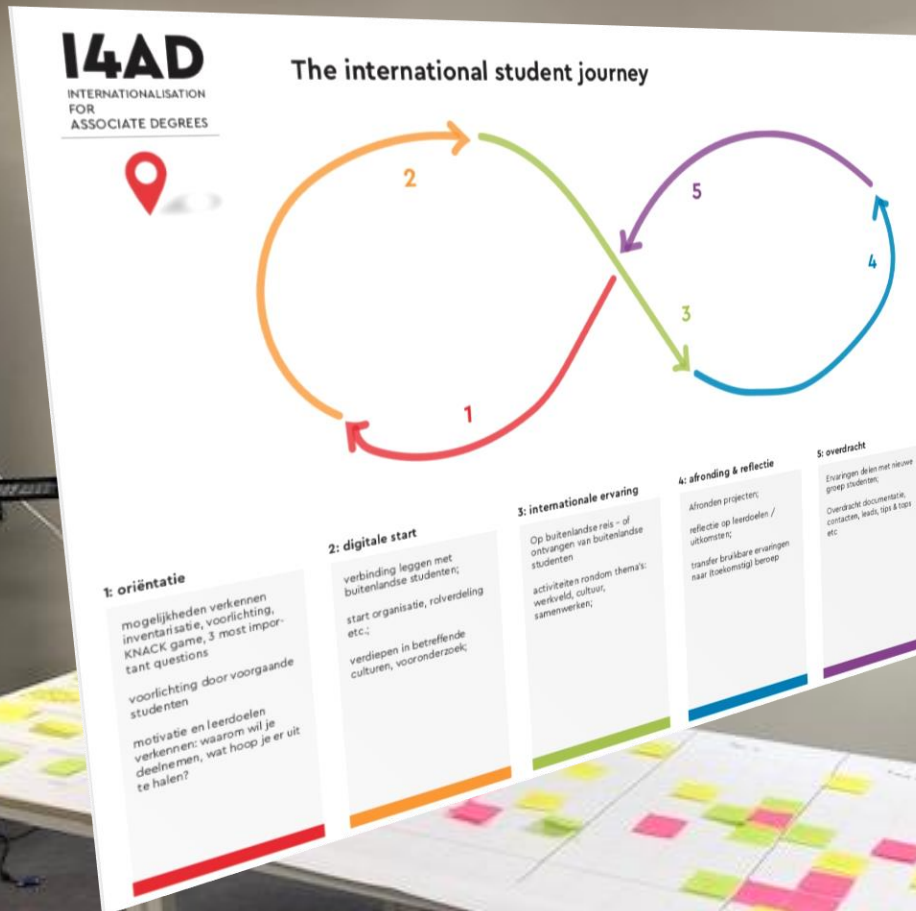 I4AD
INTERNATIONALISATION
FOR
ASSOCIATE DEGREES
The international student journey
2
5
4
3
1
1: oriëntatie
mogelijkheden verkennen
inventarisatie, voorlichting,
KNACK game, 3 most impor-
tant questions
voorlichting door voorgaande
studenten
motivatie en leerdoelen
verkennen: waarom wil je
deelnemen, wat hoop je er uit
te halen?
2: digitale start
verbinding leggen met
buitenlandse studenten;
start organisatie, rolverdeling
etc.;
verdiepen in betreffende
culturen, vooronderzoek;
3: internationale ervaring
Op buitenlandse reis - of
ontvangen van buitenlandse
studenten
activiteiten rondom thema's:
werkveld, cultuur,
samenwerken;
4: afronding & reflectie
Afronden projecten;
reflectie op leerdoelen /
uitkomsten;
transfer bruikbare ervaringen
naar (toekomstig) beroep
5: overdracht
Ervaringen delen met nieuwe
groep studenten;
Overdracht documentatie,
contacten, leads, tips & tops
etc